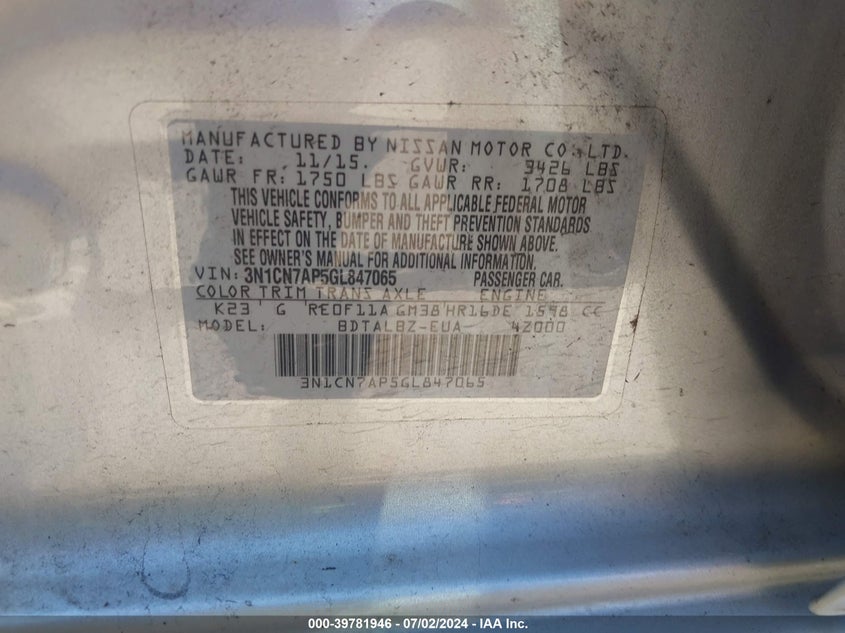 MANUFACTURED BY NISSAN MOTOR CO., LTD.
DATE: 11/15. GVWR: 3426 LBS
GAWR FR: 1750 LBS GAWR RR: 1708 LBS
THIS VEHICLE CONFORMS TO ALL APPLICABLE FEDERAL MOTOR
VEHICLE SAFETY, BUMPER AND THEFT PREVENTION STANDARDS
IN EFFECT ON THE DATE OF MANUFACTURE SHOWN ABOVE.
SEE OWNER'S MANUAL FOR ADDITIONAL INFORMATION.
VIN: 3N1CN7AP5GL847065 PASSENGER CAR.
COLOR TRIM TRANS AXLE ENGINE
K23 G RE0F11A GM38 HR16DE 1598 CC
MODEL: BDTALBZ-EUA 4Z000
3N1CN7AP5GL847065
000-39781946 - 07/02/2024 - IAA Inc.